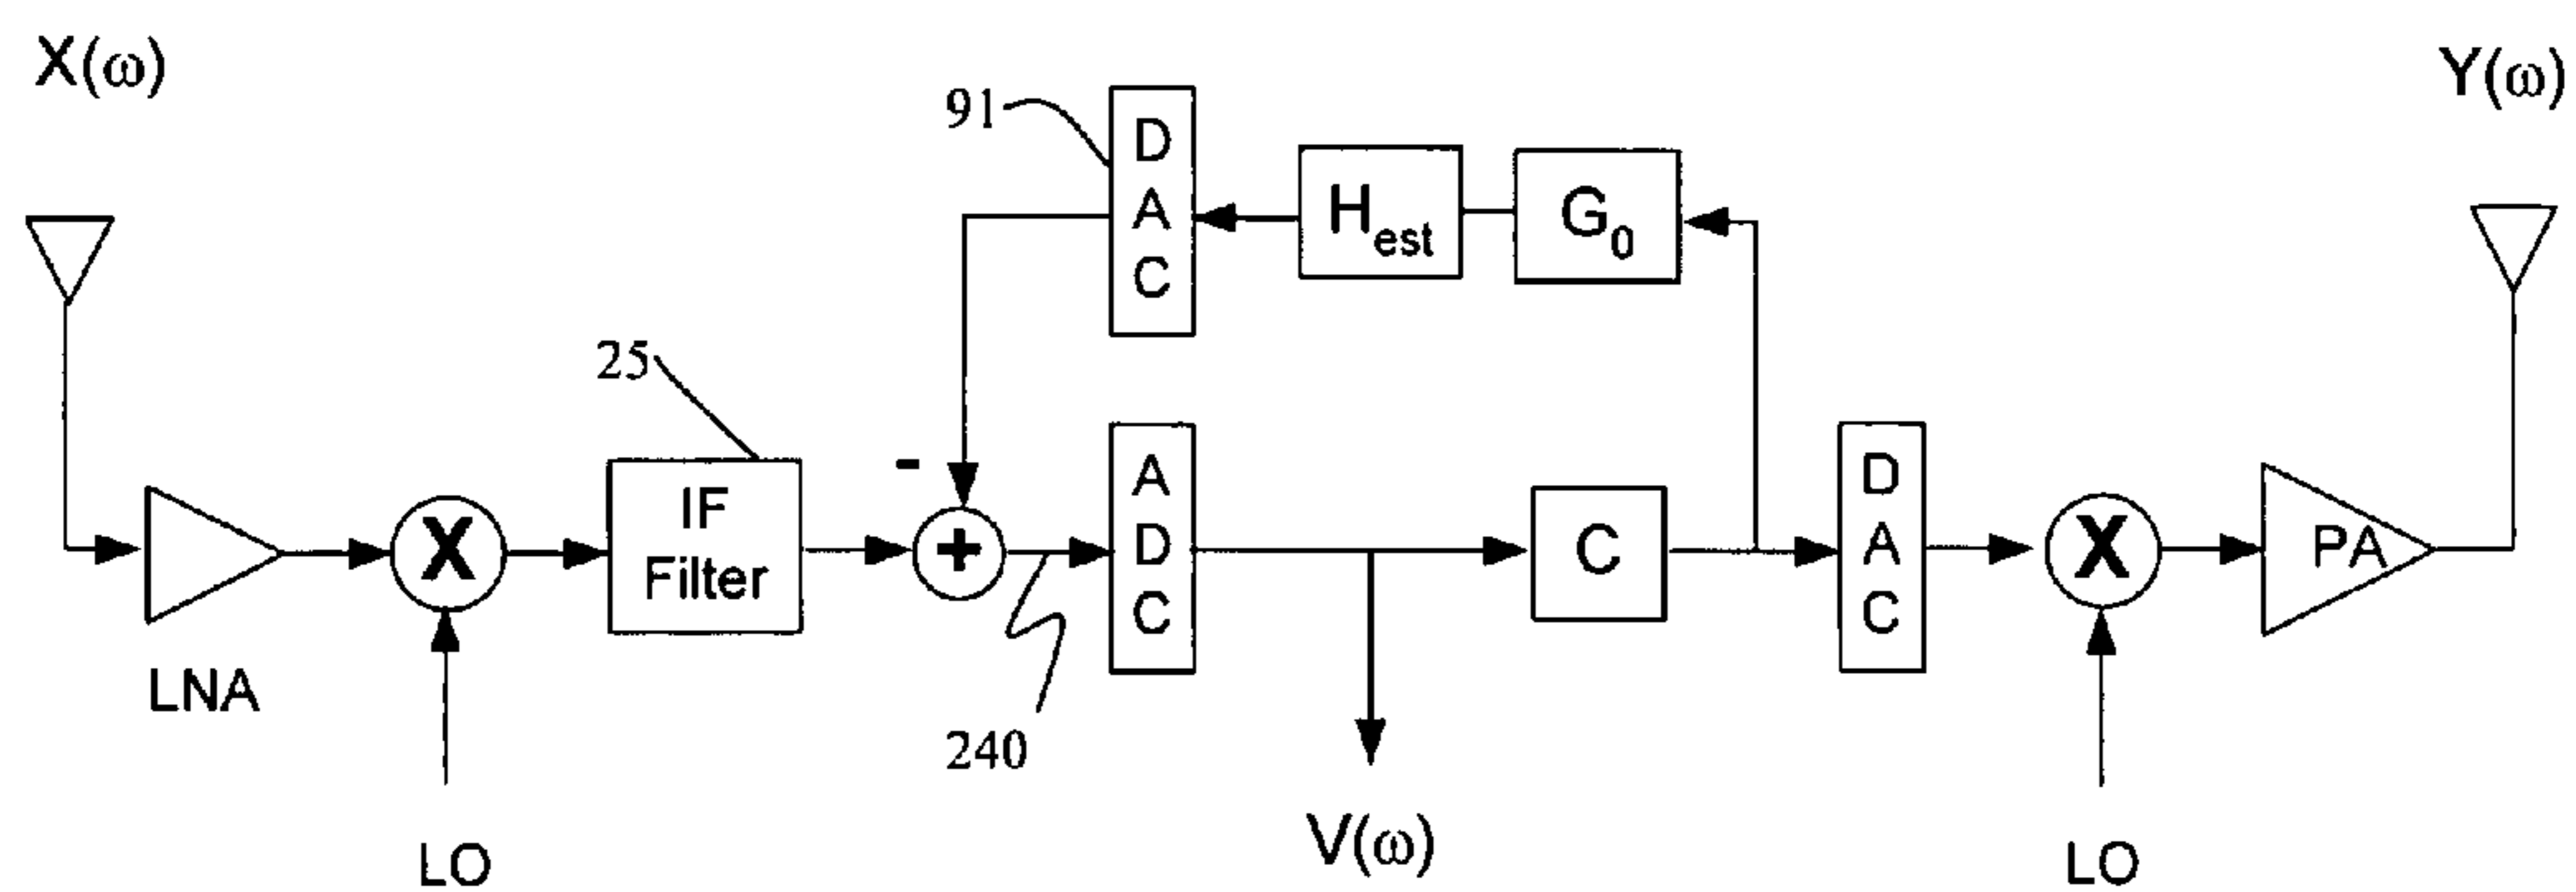 X(ω)
Y(ω)
91
D
A
C
H_est
G_0
25
IF
Filter
-
+
A
D
C
C
D
A
C
X
X
PA
LNA
240
LO
V(ω)
LO